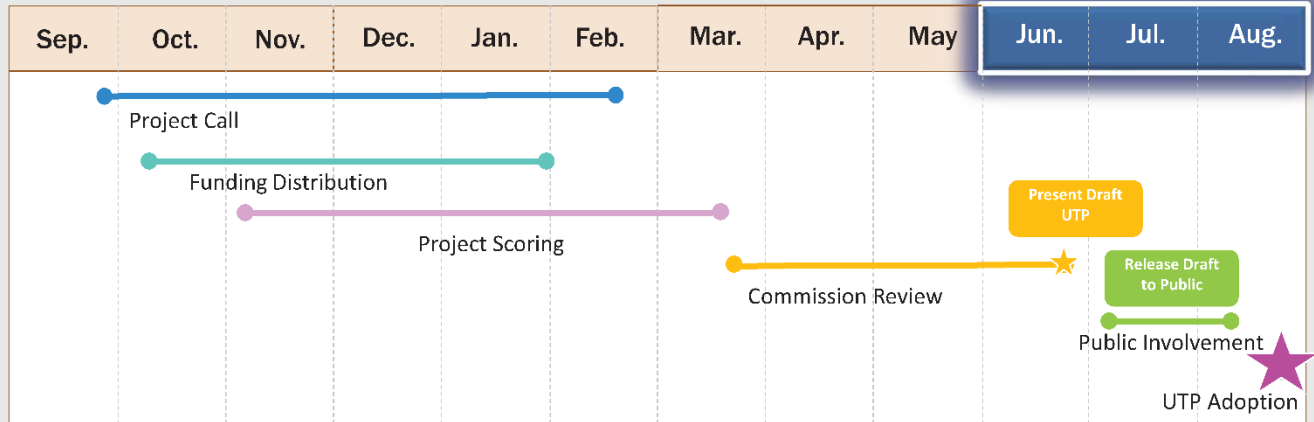 Sep. Oct. Nov. Dec. Jan. Feb. Mar. Apr. May Jun. Jul. Aug.
Project Call
Funding Distribution
Project Scoring
Present Draft
UTP
Commission Review
Release Draft
to Public
Public Involvement
UTP Adoption